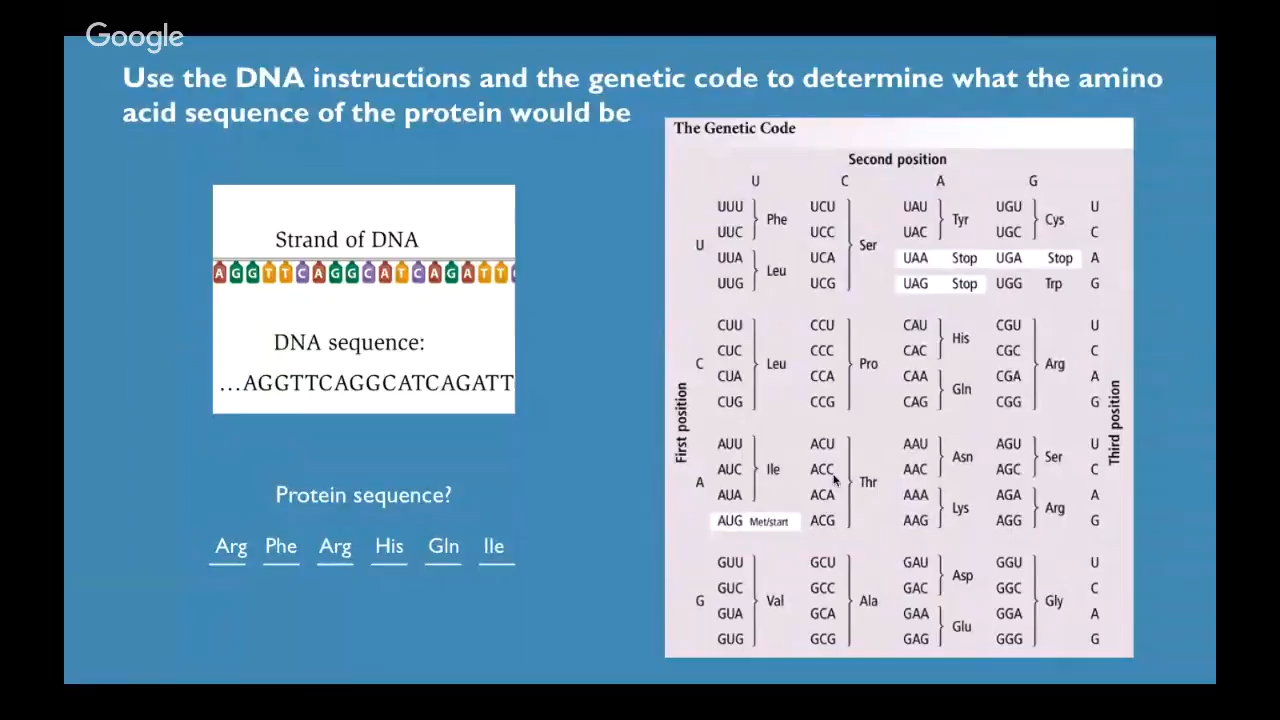 Google
Use the DNA instructions and the genetic code to determine what the amino
acid sequence of the protein would be
Strand of DNA
A G G T T C A G G C A T C A G A T T
DNA sequence:
...AGGTTCAGGCATCAGATT
Protein sequence?
Arg Phe Arg His Gln Ile
The Genetic Code
Second position
U C A G
First position
Third position
U
UUU Phe UCU Ser UAU Tyr UGU Cys U
UUC UCC UAC UGC C
UUA Leu UCA UAA Stop UGA Stop A
UUG UCG UAG Stop UGG Trp G
C
CUU Leu CCU Pro CAU His CGU Arg U
CUC CCC CAC CGC C
CUA CCA CAA Gln CGA A
CUG CCG CAG CGG G
A
AUU Ile ACU Thr AAU Asn AGU Ser U
AUC ACC AAC AGC C
AUA ACA AAA Lys AGA Arg A
AUG Met/start ACG AAG AGG G
G
GUU Val GCU Ala GAU Asp GGU Gly U
GUC GCC GAC GGC C
GUA GCA GAA Glu GGA A
GUG GCG GAG GGG G